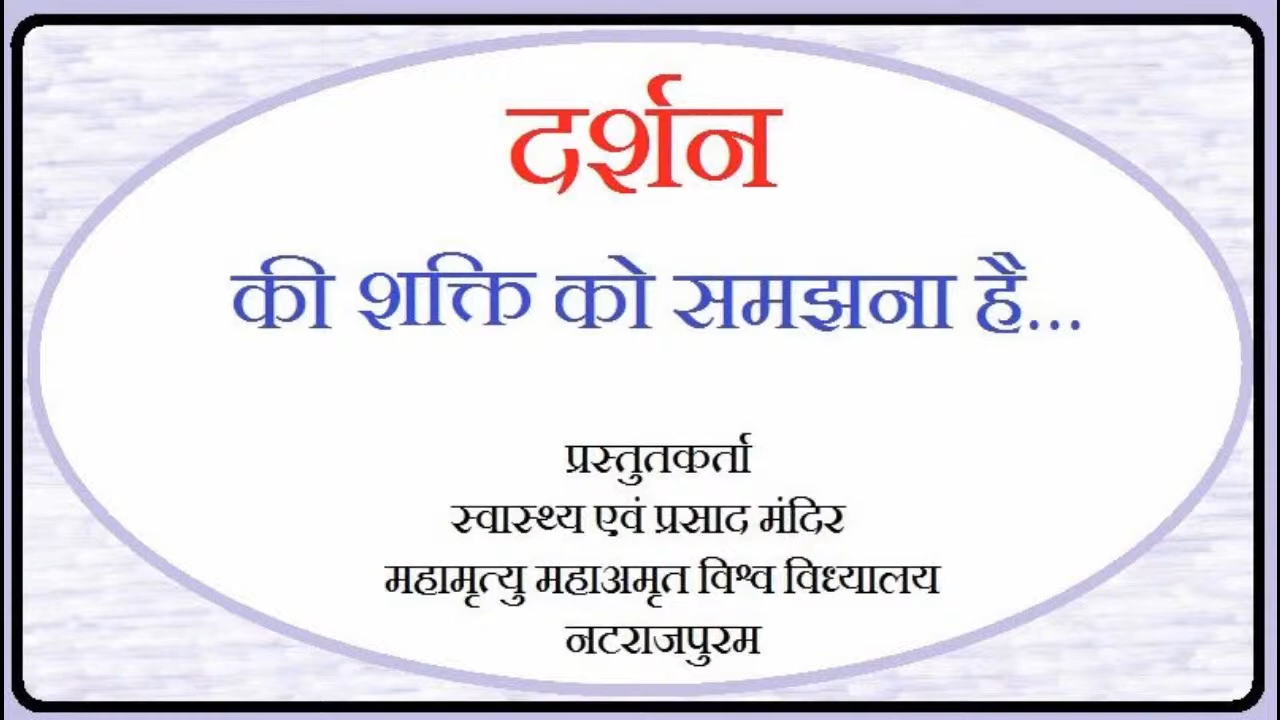 दर्शन
की शक्ति को समझना है...
प्रस्तुतकर्ता
स्वास्थ्य एवं प्रसाद मंदिर
महामृत्यु महाअमृत विश्व विध्यालय
नटराजपुरम